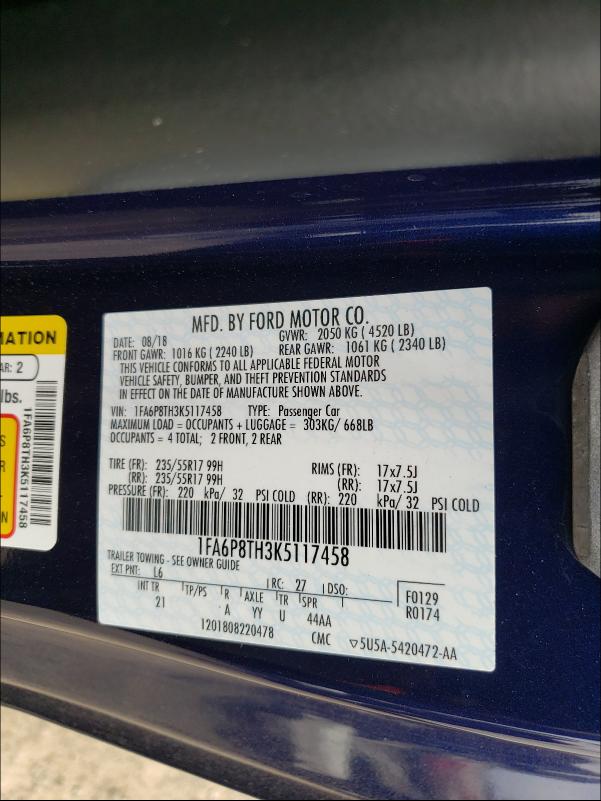 MFD. BY FORD MOTOR CO.
DATE: 08/18 GVWR: 2050 KG ( 4520 LB)
FRONT GAWR: 1016 KG ( 2240 LB) REAR GAWR: 1061 KG ( 2340 LB)
THIS VEHICLE CONFORMS TO ALL APPLICABLE FEDERAL MOTOR
VEHICLE SAFETY, BUMPER, AND THEFT PREVENTION STANDARDS
IN EFFECT ON THE DATE OF MANUFACTURE SHOWN ABOVE.
VIN: 1FA6P8TH3K5117458 TYPE: Passenger Car
MAXIMUM LOAD = OCCUPANTS + LUGGAGE = 303KG/ 668LB
OCCUPANTS = 4 TOTAL; 2 FRONT, 2 REAR
TIRE (FR): 235/55R17 99H RIMS (FR): 17x7.5J
(RR): 235/55R17 99H (RR): 17x7.5J
PRESSURE (FR): 220 kPa/ 32 PSI COLD (RR): 220 kPa/ 32 PSI COLD
1FA6P8TH3K5117458
TRAILER TOWING - SEE OWNER GUIDE
EXT PNT: L6 RC: 27 DSO:
INT TR TP/PS R AXLE TR SPR F0129
21 A YY U 44AA R0174
1201808220478 CMC ▽5U5A-5420472-AA
MATION
AR: 2
lbs.
1FA6P8TH3K5117458